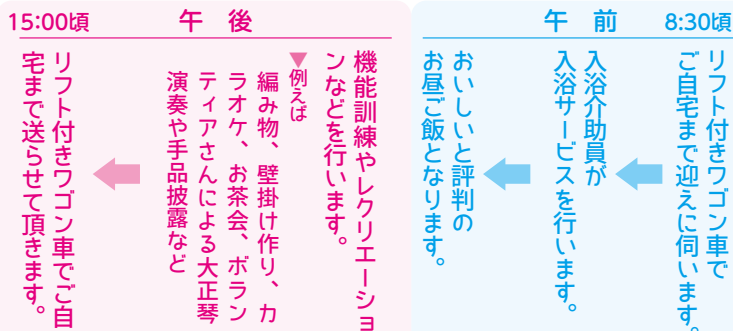 午前
8:30頃
リフト付きワゴン車で
ご自宅まで迎えに伺います。
入浴介助員が
入浴サービスを行います。
おいしいと評判の
お昼ご飯となります。
午後
機能訓練やレクリエーショ
ンなどを行います。
▼例えば
編み物、壁掛け作り、カ
ラオケ、お茶会、ボラン
ティアさんによる大正琴
演奏や手品披露など
15:00頃
リフト付きワゴン車でご自
宅まで送らせて頂きます。